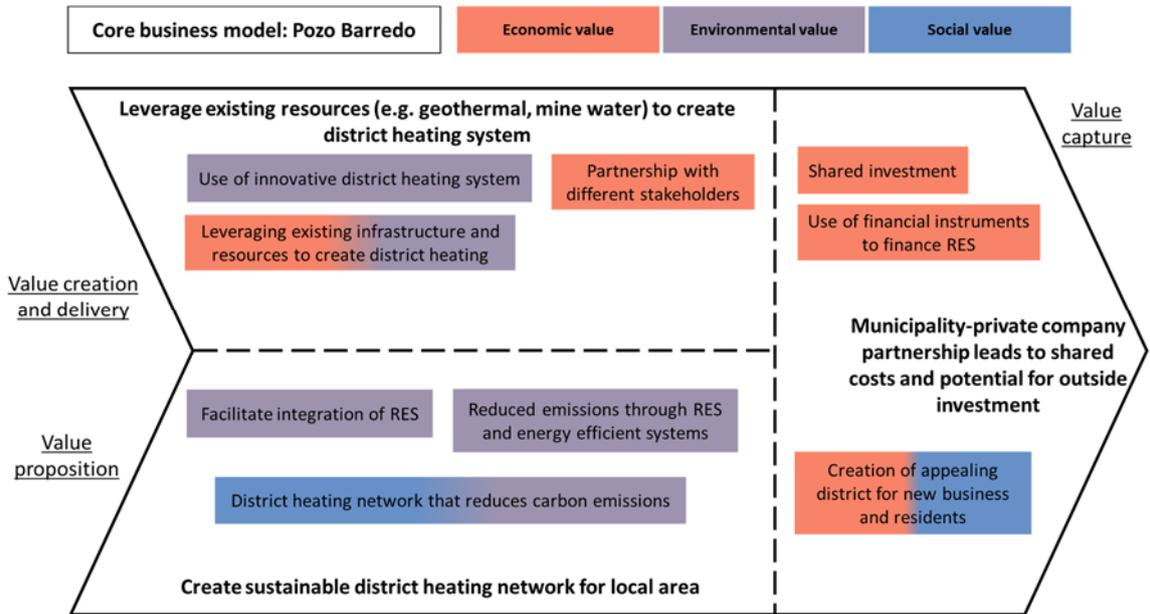 Core business model: Pozo Barredo
Economic value
Environmental value
Social value
Leverage existing resources (e.g. geothermal, mine water) to create
district heating system
Value
capture
Use of innovative district heating system
Partnership with
different stakeholders
Shared investment
Leveraging existing infrastructure and
resources to create district heating
Use of financial instruments
to finance RES
Value creation
and delivery
Municipality-private company
partnership leads to shared
costs and potential for outside
investment
Facilitate integration of RES
Reduced emissions through RES
and energy efficient systems
Value
proposition
District heating network that reduces carbon emissions
Creation of appealing
district for new business
and residents
Create sustainable district heating network for local area